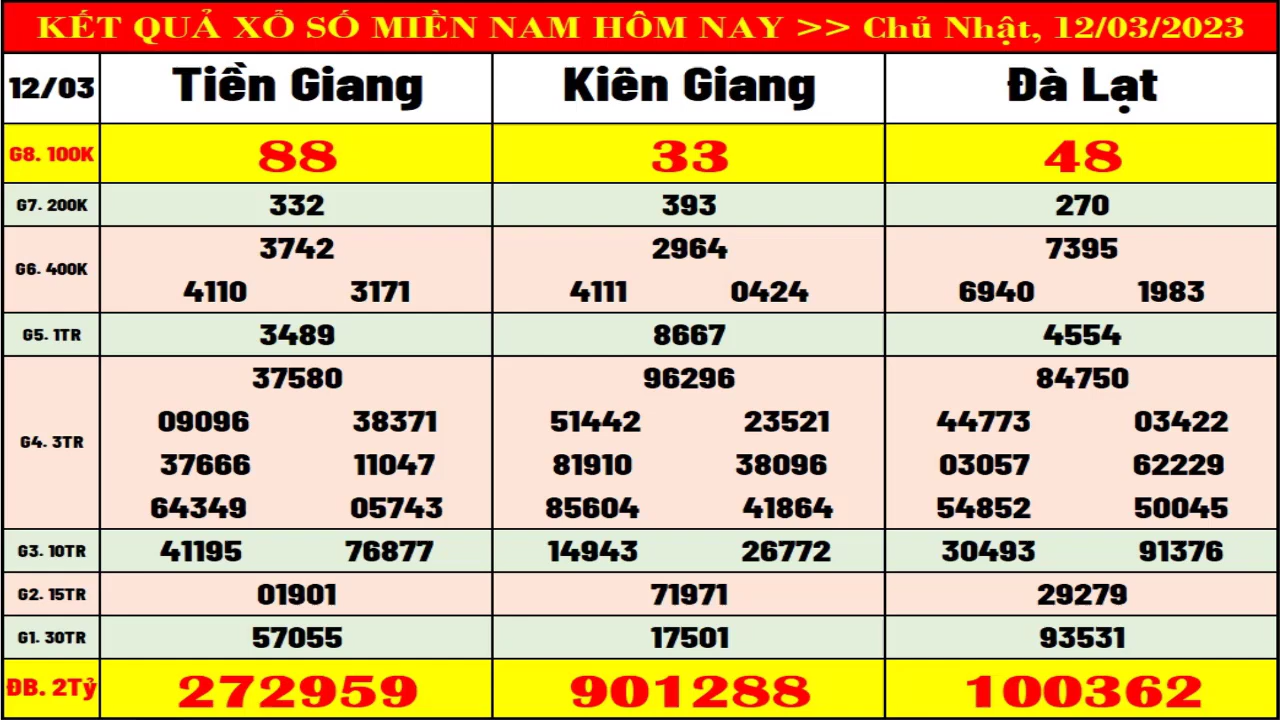 KẾT QUẢ XỔ SỐ MIỀN NAM HÔM NAY >> Chủ Nhật, 12/03/2023
12/03 Tiền Giang Kiên Giang Đà Lạt
G8. 100K 88 33 48
G7. 200K 332 393 270
G6. 400K
3742 2964 7395
4110 3171 4111 0424 6940 1983
G5. 1TR 3489 8667 4554
G4. 3TR
37580 96296 84750
09096 38371 51442 23521 44773 03422
37666 11047 81910 38096 03057 62229
64349 05743 85604 41864 54852 50045
G3. 10TR 41195 76877 14943 26772 30493 91376
G2. 15TR 01901 71971 29279
G1. 30TR 57055 17501 93531
ĐB. 2Tỷ 272959 901288 100362